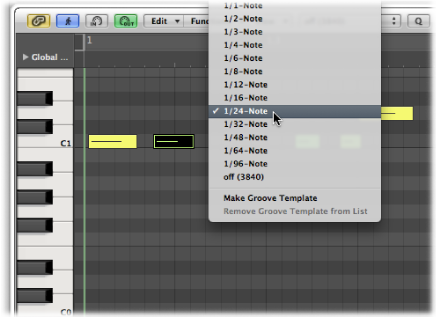 1/1-Note
1/2-Note
Edit
Func
Q
1/3-Note
1/4-Note
1
1/6-Note
Global ...
1/8-Note
1/12-Note
1/16-Note
✓ 1/24-Note
1/32-Note
C1
1/48-Note
1/64-Note
1/96-Note
off (3840)
Make Groove Template
Remove Groove Template from List
C0